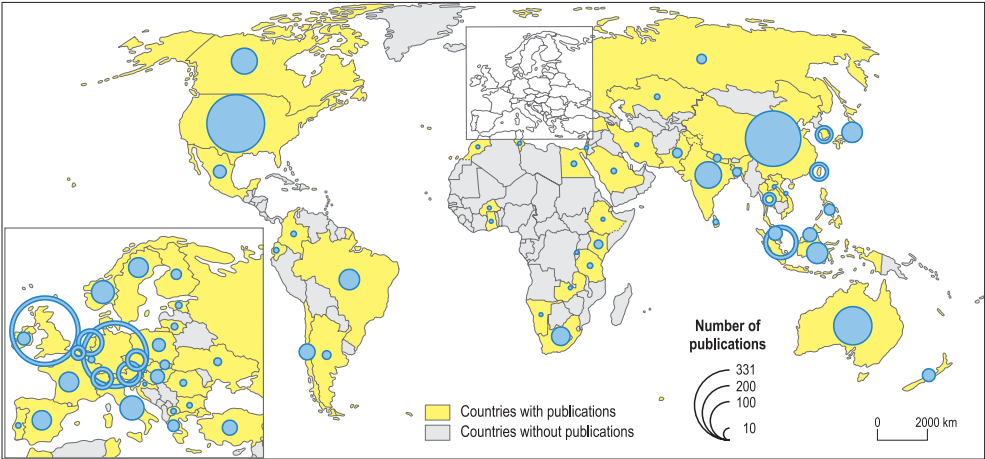 Number of
publications
331
200
100
10
Countries with publications
Countries without publications
0
2000 km